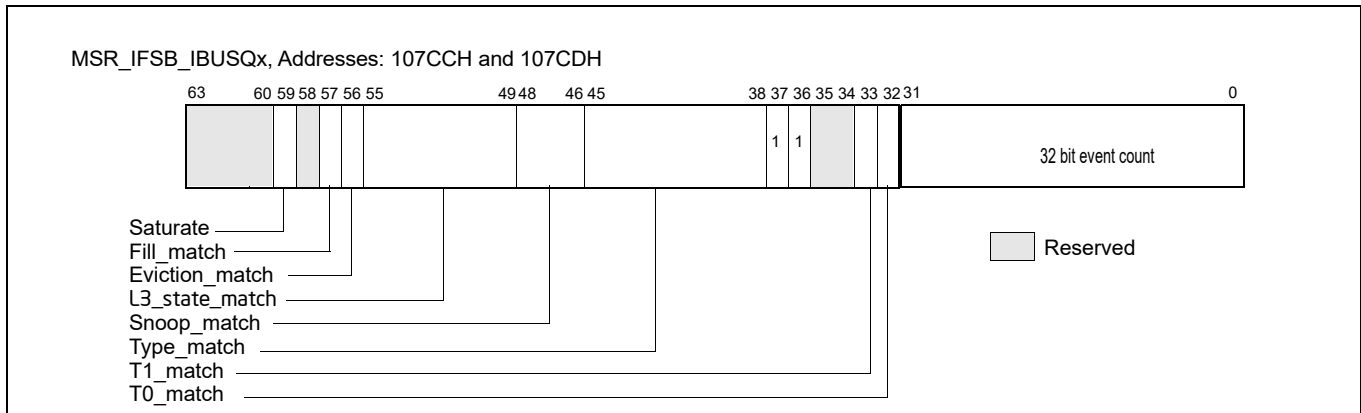 MSR_IFSB_IBUSQx, Addresses: 107CCH and 107CDH
63 60 59 58 57 56 55 49 48 46 45 38 37 36 35 34 33 32 31 0
1 1 32 bit event count
Saturate
Fill_match
Eviction_match
L3_state_match
Snoop_match
Type_match
T1_match
T0_match
Reserved